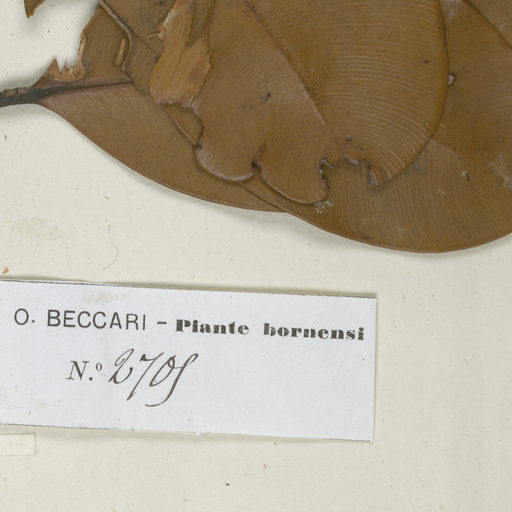 O. BECCARI - Piante bornensi
N.º 2705